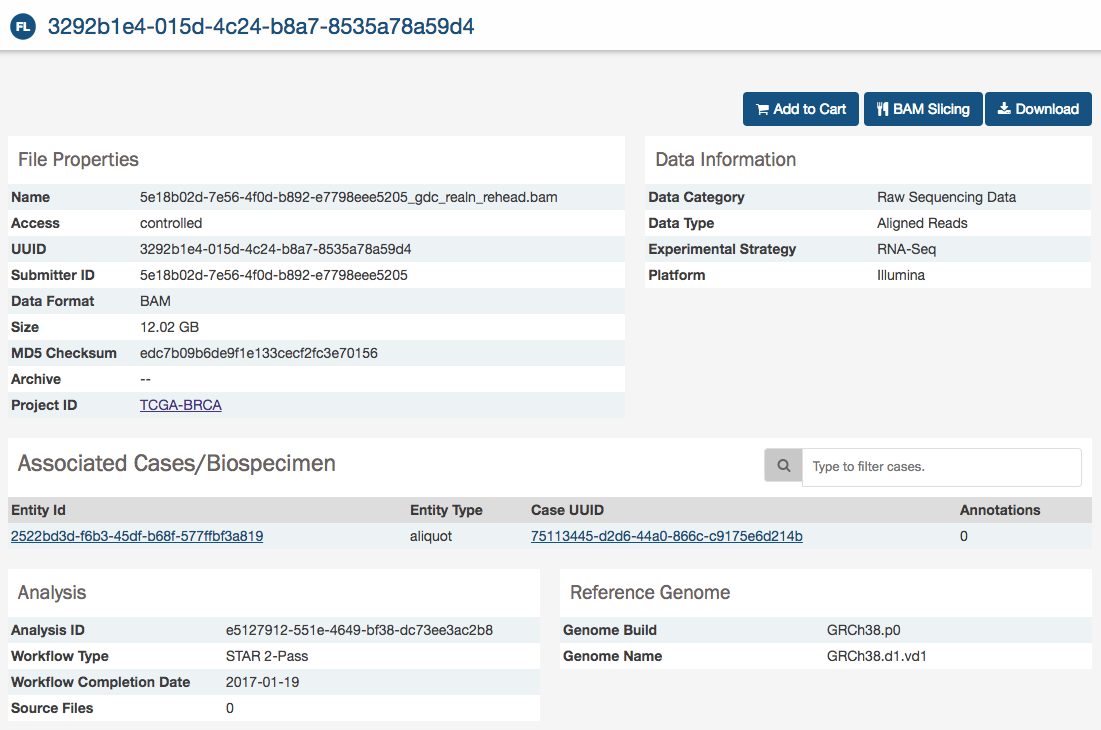 FL 3292b1e4-015d-4c24-b8a7-8535a78a59d4
Add to Cart BAM Slicing Download
File Properties
Name 5e18b02d-7e56-4f0d-b892-e7798eee5205_gdc_realn_rehead.bam
Access controlled
UUID 3292b1e4-015d-4c24-b8a7-8535a78a59d4
Submitter ID 5e18b02d-7e56-4f0d-b892-e7798eee5205
Data Format BAM
Size 12.02 GB
MD5 Checksum edc7b09b6de9f1e133cecf2fc3e70156
Archive --
Project ID TCGA-BRCA
Data Information
Data Category Raw Sequencing Data
Data Type Aligned Reads
Experimental Strategy RNA-Seq
Platform Illumina
Associated Cases/Biospecimen
Type to filter cases.
Entity Id Entity Type Case UUID Annotations
2522bd3d-f6b3-45df-b68f-577ffbf3a819 aliquot 75113445-d2d6-44a0-866c-c9175e6d214b 0
Analysis
Analysis ID e5127912-551e-4649-bf38-dc73ee3ac2b8
Workflow Type STAR 2-Pass
Workflow Completion Date 2017-01-19
Source Files 0
Reference Genome
Genome Build GRCh38.p0
Genome Name GRCh38.d1.vd1